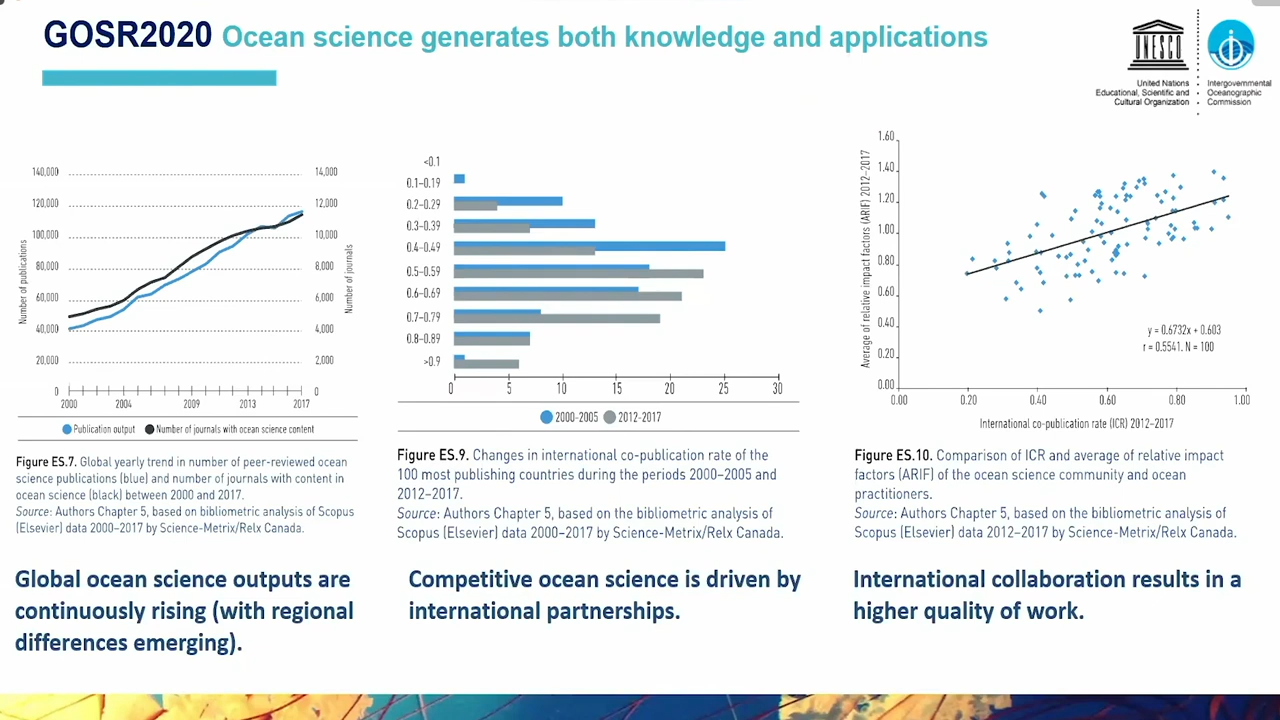 GOSR2020 Ocean science generates both knowledge and applications
UNESCO
United Nations
Educational, Scientific and
Cultural Organization
Intergovernmental
Oceanographic
Commission
140,000
120,000
100,000
80,000
60,000
40,000
20,000
0
Number of publications
14,000
12,000
10,000
8,000
6,000
4,000
2,000
0
Number of journals
2000 2004 2009 2013 2017
Publication output Number of journals with ocean science content
Figure ES.7. Global yearly trend in number of peer-reviewed ocean
science publications (blue) and number of journals with content in
ocean science (black) between 2000 and 2017.
Source: Authors Chapter 5, based on bibliometric analysis of Scopus
(Elsevier) data 2000–2017 by Science-Metrix/Relx Canada.
Global ocean science outputs are
continuously rising (with regional
differences emerging).
<0.1
0.1–0.19
0.2–0.29
0.3–0.39
0.4–0.49
0.5–0.59
0.6–0.69
0.7–0.79
0.8–0.89
>0.9
0 5 10 15 20 25 30
2000-2005 2012-2017
Figure ES.9. Changes in international co-publication rate of the
100 most publishing countries during the periods 2000–2005 and
2012–2017.
Source: Authors Chapter 5, based on the bibliometric analysis of
Scopus (Elsevier) data 2000–2017 by Science-Metrix/Relx Canada.
Competitive ocean science is driven by
international partnerships.
1.60
1.40
1.20
1.00
0.80
0.60
0.40
0.20
0.00
Average of relative impact factors (ARIF) 2012–2017
y = 0.6732x + 0.603
r = 0.5541. N = 100
0.00 0.20 0.40 0.60 0.80 1.00
International co-publication rate (ICR) 2012–2017
Figure ES.10. Comparison of ICR and average of relative impact
factors (ARIF) of the ocean science community and ocean
practitioners.
Source: Authors Chapter 5, based on the bibliometric analysis of
Scopus (Elsevier) data 2012–2017 by Science-Metrix/Relx Canada.
International collaboration results in a
higher quality of work.